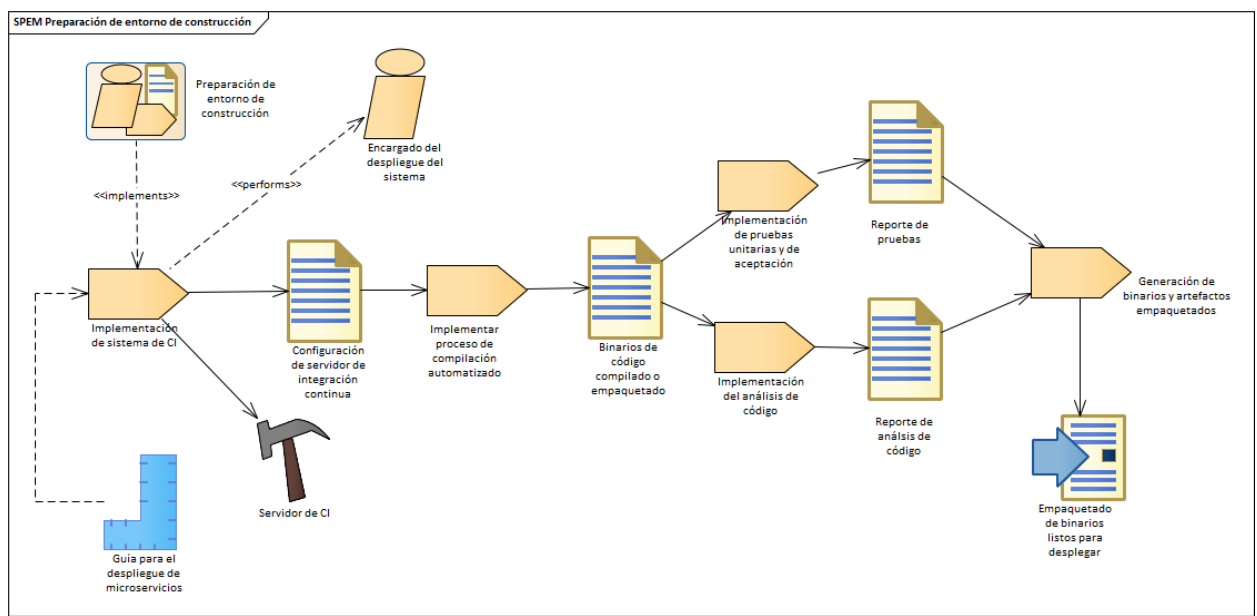 SPEM Preparación de entorno de construcción
Preparación de
entorno de
construcción
Encargado del
despliegue del
sistema
<<implements>>
<<performs>>
Implementación
de pruebas
unitarias y de
aceptación
Reporte de
pruebas
Generación de
binarios y artefactos
empaquetados
Implementación
de sistema de CI
Configuración
de servidor de
integración
continua
Implementar
proceso de
compilación
automatizado
Binarios de
código
compilado o
empaquetado
Implementación
del análisis de
código
Reporte de
análsis de
código
Servidor de CI
Empaquetado
de binarios
listos para
desplegar
Guía para el
despliegue de
microservicios